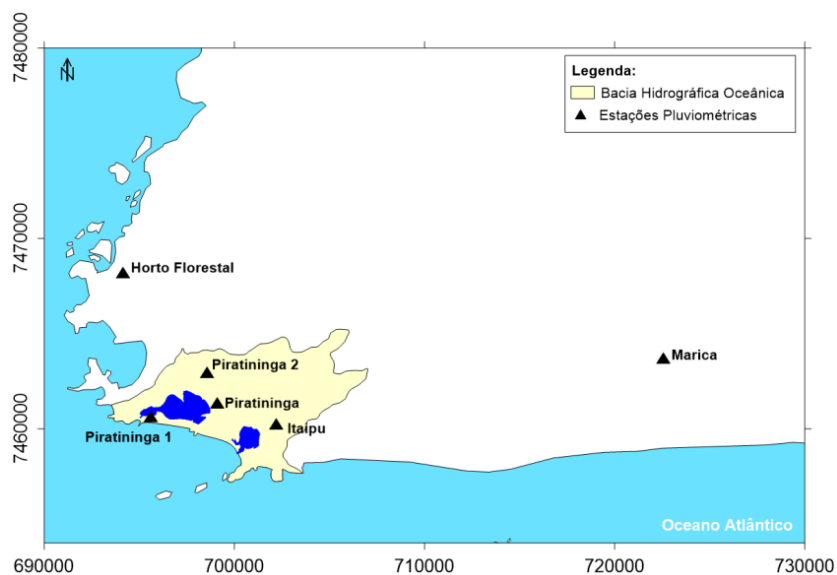 7480000
N
Legenda:
Bacia Hidrográfica Oceânica
Estações Pluviométricas
7470000
Horto Florestal
Marica
Piratininga 2
Piratininga
Itaipu
Piratininga 1
7460000
Oceano Atlântico
690000 700000 710000 720000 730000